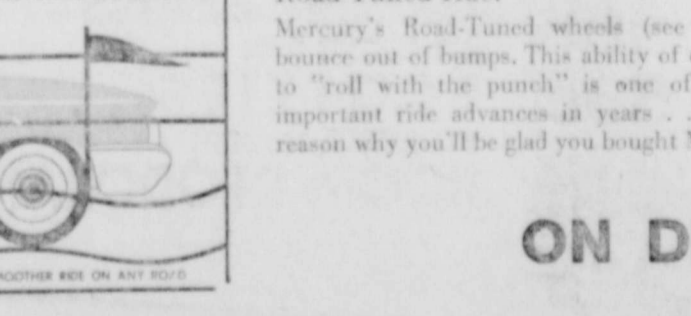 Mercury's Road-Tuned wheels (see
bounce out of bumps. This ability of
to "roll with the punch" is one of
important ride advances in years . .
reason why you'll be glad you bought
ON D
SMOOTHER RIDE ON ANY ROAD